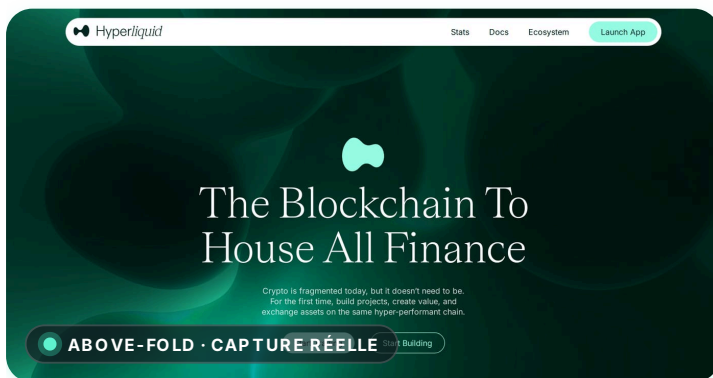 Hyperliquid
Stats
Docs
Ecosystem
Launch App
The Blockchain To
House All Finance
Crypto is fragmented today, but it doesn't need to be.
For the first time, build projects, create value, and
exchange assets on the same hyper-performant chain.
ABOVE-FOLD · CAPTURE RÉELLE
Start Building